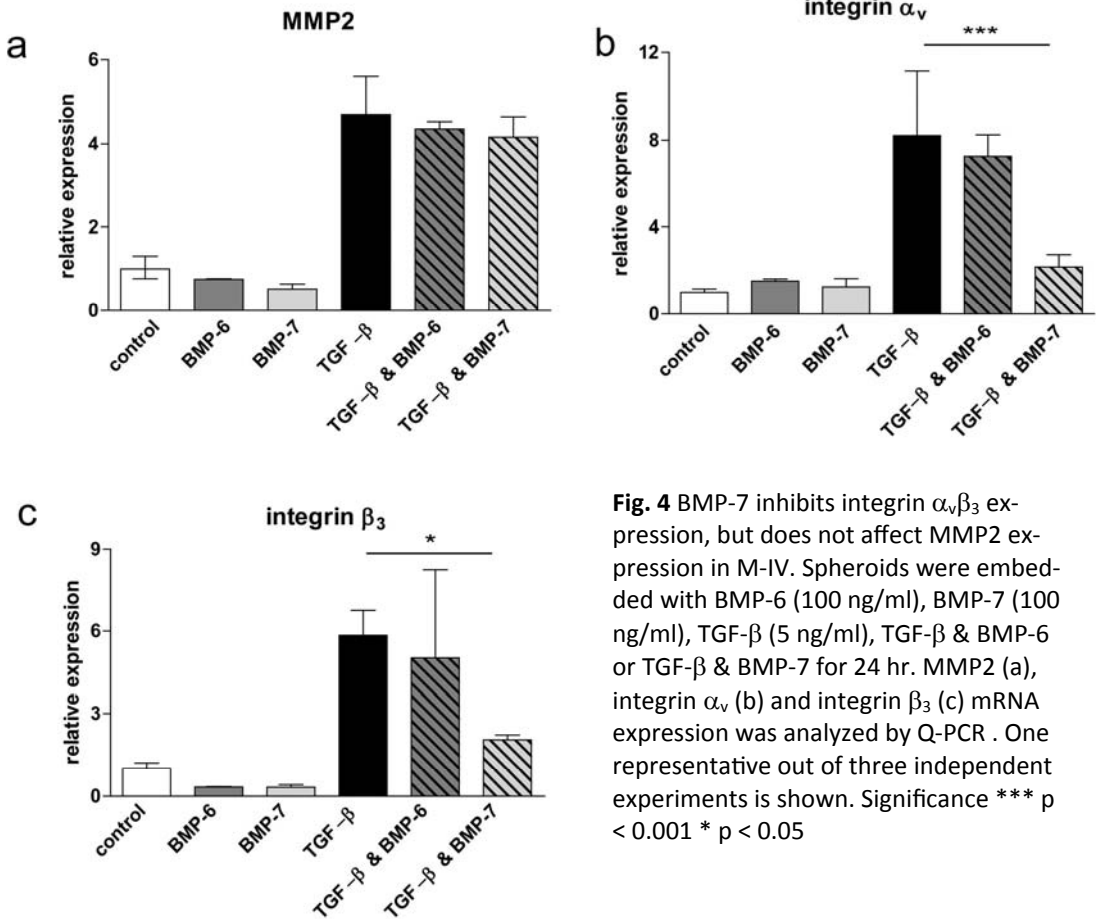 a
MMP2
relative expression
6
4
2
0
control
BMP-6
BMP-7
TGF-β
TGF-β & BMP-6
TGF-β & BMP-7
b
integrin αv
***
relative expression
12
8
4
0
control
BMP-6
BMP-7
TGF-β
TGF-β & BMP-6
TGF-β & BMP-7
c
integrin β3
*
relative expression
9
6
3
0
control
BMP-6
BMP-7
TGF-β
TGF-β & BMP-6
TGF-β & BMP-7
Fig. 4 BMP-7 inhibits integrin αvβ3 ex-
pression, but does not affect MMP2 ex-
pression in M-IV. Spheroids were embed-
ded with BMP-6 (100 ng/ml), BMP-7 (100
ng/ml), TGF-β (5 ng/ml), TGF-β & BMP-6
or TGF-β & BMP-7 for 24 hr. MMP2 (a),
integrin αv (b) and integrin β3 (c) mRNA
expression was analyzed by Q-PCR . One
representative out of three independent
experiments is shown. Significance *** p
< 0.001 * p < 0.05